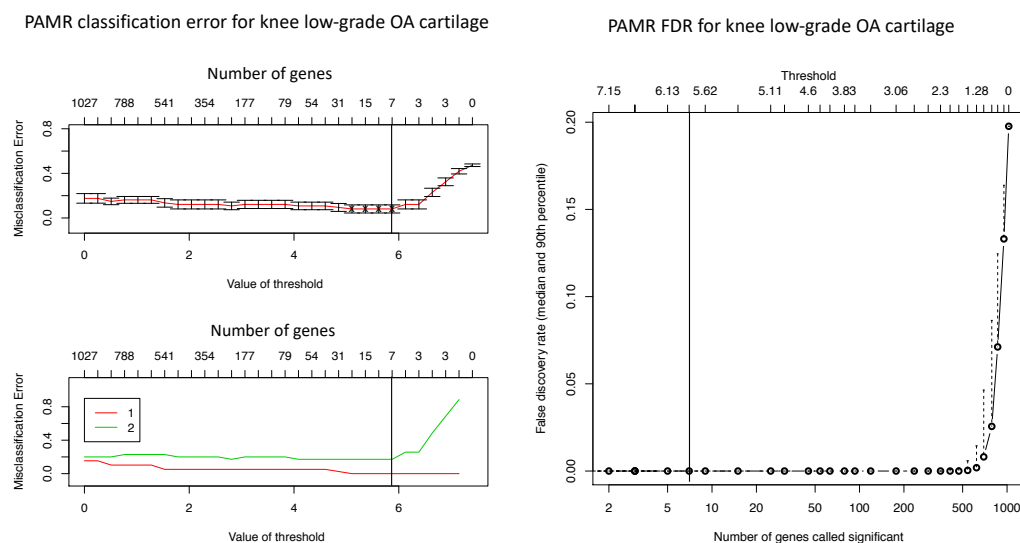 PAMR classification error for knee low-grade OA cartilage
Number of genes
1027 788 541 354 177 79 54 31 15 7 3 3 0
Misclassification Error
0.8
0.4
0.0
0 2 4 6
Value of threshold
Number of genes
1027 788 541 354 177 79 54 31 15 7 3 3 0
Misclassification Error
0.8
0.4
0.0
1
2
0 2 4 6
Value of threshold
PAMR FDR for knee low-grade OA cartilage
Threshold
7.15 6.13 5.62 5.11 4.6 3.83 3.06 2.3 1.28 0
False discovery rate (median and 90th percentile)
0.20
0.15
0.10
0.05
0.00
2 5 10 20 50 100 200 500 1000
Number of genes called significant